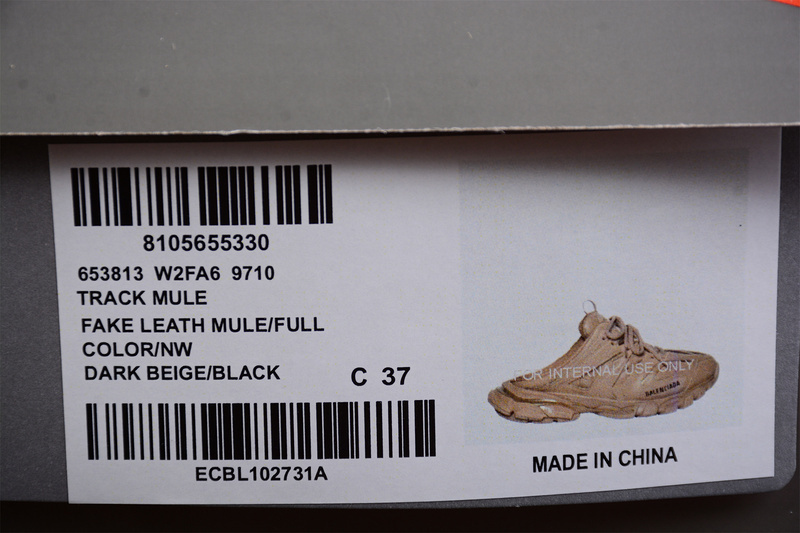 8105655330
653813 W2FA6 9710
TRACK MULE
FAKE LEATH MULE/FULL
COLOR/NW
DARK BEIGE/BLACK
C 37
ECBL102731A
FOR INTERNAL USE ONLY
BALENCIAGA
MADE IN CHINA